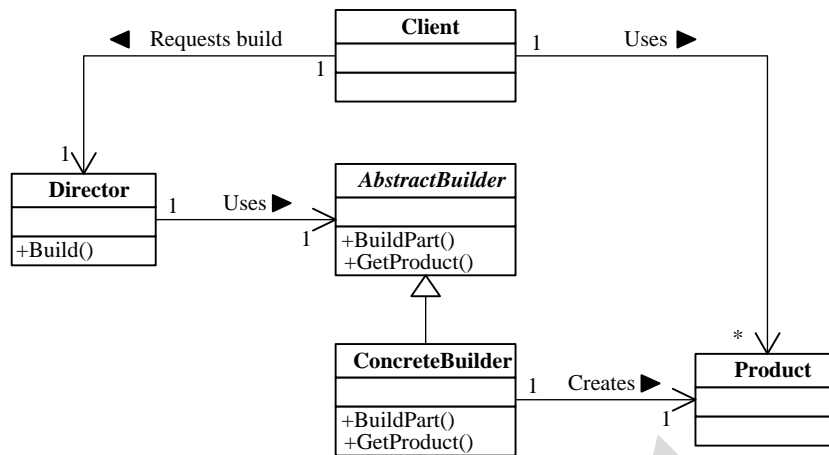 Client
◄ Requests build
1
1
Uses ►
1
Director
+Build()
1
Uses ►
1
AbstractBuilder
+BuildPart()
+GetProduct()
*
ConcreteBuilder
+BuildPart()
+GetProduct()
1
Creates ►
1
Product